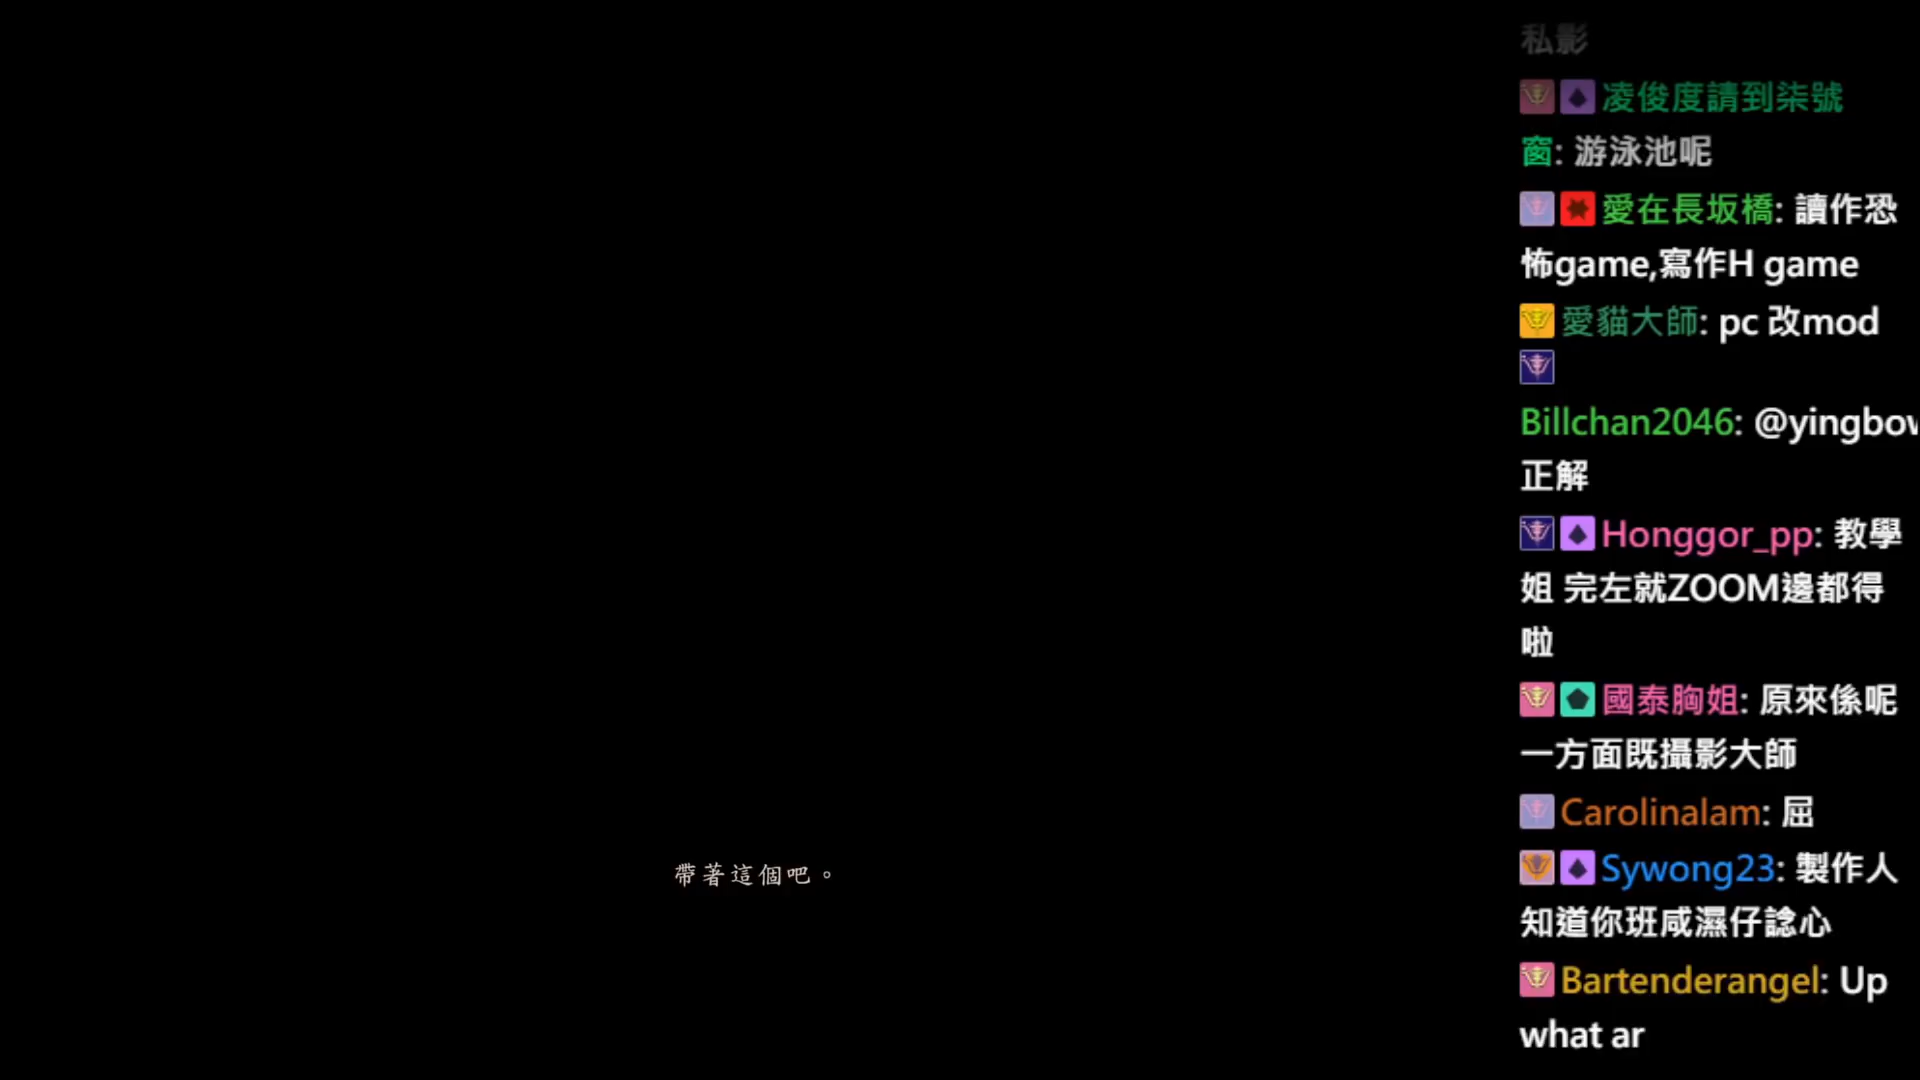 私影
凌俊度請到柒號
窗: 游泳池呢
愛在長坂橋: 讀作恐
怖game,寫作H game
愛貓大師: pc 改mod
Billchan2046: @yingbow
正解
Honggor_pp: 教學
姐 完左就ZOOM邊都得
啦
國泰胸姐: 原來係呢
一方面既攝影大師
Carolinalam: 屈
帶著這個吧。
Sywong23: 製作人
知道你班咸濕仔諗心
Bartenderangel: Up
what ar